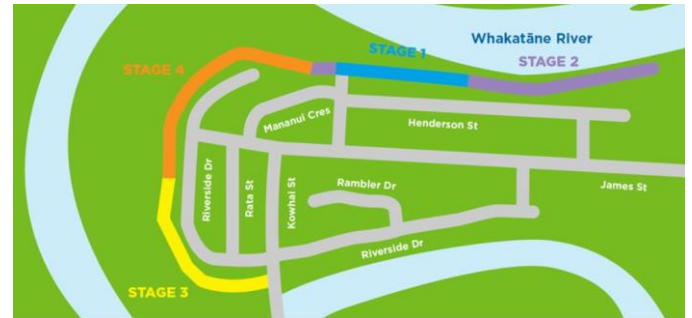 Whakatāne River
STAGE 1
STAGE 2
STAGE 4
Mananui Cres
Henderson St
Riverside Dr
Rata St
Kowhai St
Rambler Dr
James St
Riverside Dr
STAGE 3